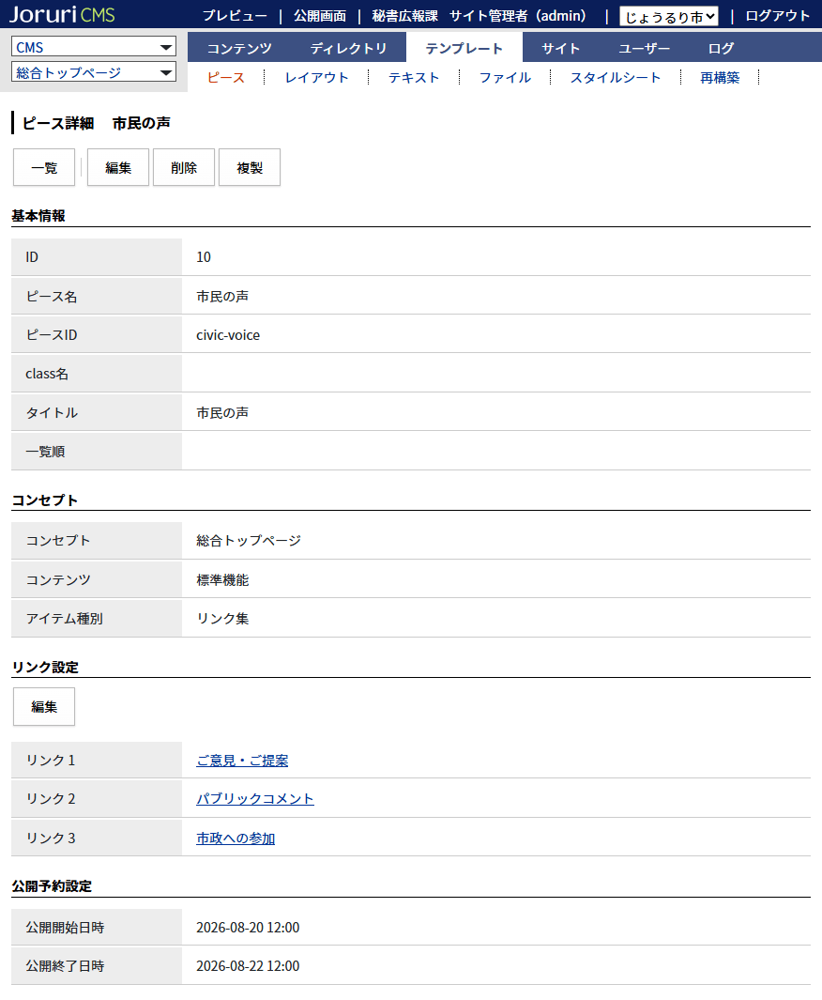 Joruri CMS プレビュー | 公開画面 | 秘書広報課 サイト管理者（admin） | じょうるり市 | ログアウト
CMS コンテンツ ディレクトリ テンプレート サイト ユーザー ログ
総合トップページ ピース レイアウト テキスト ファイル スタイルシート 再構築
ピース詳細 市民の声
一覧 編集 削除 複製
基本情報
ID 10
ピース名 市民の声
ピースID civic-voice
class名
タイトル 市民の声
一覧順
コンセプト
コンセプト 総合トップページ
コンテンツ 標準機能
アイテム種別 リンク集
リンク設定
編集
リンク 1 ご意見・ご提案
リンク 2 パブリックコメント
リンク 3 市政への参加
公開予約設定
公開開始日時 2026-08-20 12:00
公開終了日時 2026-08-22 12:00